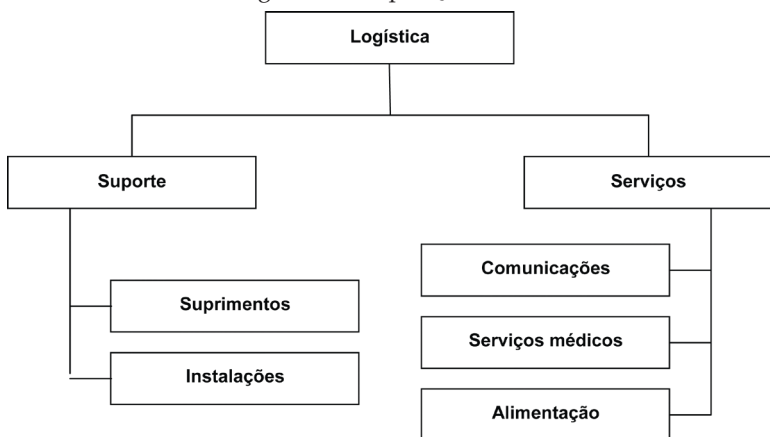 Logística
Suporte
Serviços
Comunicações
Suprimentos
Serviços médicos
Instalações
Alimentação